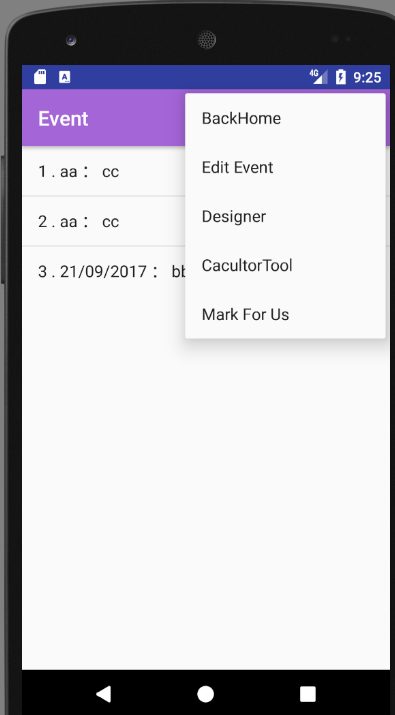 4G 9:25
Event
BackHome
Edit Event
Designer
CacultorTool
Mark For Us
1 . aa : cc
2 . aa : cc
3 . 21/09/2017 :